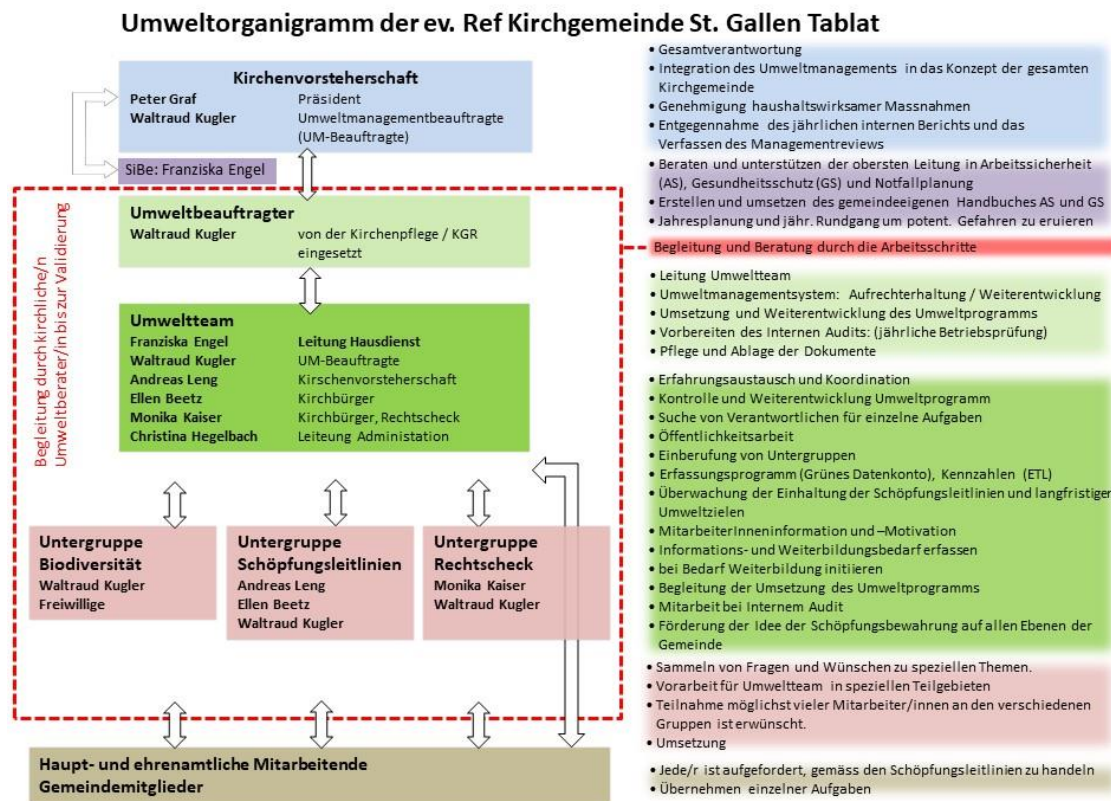 Umweltorganigramm der ev. Ref Kirchgemeinde St. Gallen Tablat
Kirchenvorsteherschaft
Peter Graf Präsident
Waltraud Kugler Umweltmanagementbeauftragte
(UM-Beauftragte)
SiBe: Franziska Engel
Begleitung durch kirchliche/n
Umweltberater/in bis zur Validierung
Umweltbeauftragter
Waltraud Kugler von der Kirchenpflege / KGR
eingesetzt
Umweltteam
Franziska Engel Leitung Hausdienst
Waltraud Kugler UM-Beauftragte
Andreas Leng Kirschenvorsteherschaft
Ellen Beetz Kirchbürger
Monika Kaiser Kirchbürger, Rechtscheck
Christina Hegelbach Leiteung Administation
Untergruppe
Biodiversität
Waltraud Kugler
Freiwillige
Untergruppe
Schöpfungsleitlinien
Andreas Leng
Ellen Beetz
Waltraud Kugler
Untergruppe
Rechtscheck
Monika Kaiser
Waltraud Kugler
Haupt- und ehrenamtliche Mitarbeitende
Gemeindemitglieder
• Gesamtverantwortung
• Integration des Umweltmanagements in das Konzept der gesamten
Kirchgemeinde
• Genehmigung haushaltswirksamer Massnahmen
• Entgegennahme des jährlichen internen Berichts und das
Verfassen des Managementreviews
• Beraten und unterstützen der obersten Leitung in Arbeitssicherheit
(AS), Gesundheitsschutz (GS) und Notfallplanung
• Erstellen und umsetzen des gemeindeeigenen Handbuches AS und GS
• Jahresplanung und jähr. Rundgang um potent. Gefahren zu eruieren
Begleitung und Beratung durch die Arbeitsschritte
• Leitung Umweltteam
• Umweltmanagementsystem: Aufrechterhaltung / Weiterentwicklung
• Umsetzung und Weiterentwicklung des Umweltprogramms
• Vorbereiten des Internen Audits: (jährliche Betriebsprüfung)
• Pflege und Ablage der Dokumente
• Erfahrungsaustausch und Koordination
• Kontrolle und Weiterentwicklung Umweltprogramm
• Suche von Verantwortlichen für einzelne Aufgaben
• Öffentlichkeitsarbeit
• Einberufung von Untergruppen
• Erfassungsprogramm (Grünes Datenkonto), Kennzahlen (ETL)
• Überwachung der Einhaltung der Schöpfungsleitlinien und langfristigen
Umweltzielen
• MitarbeiterInneninformation und –Motivation
• Informations- und Weiterbildungsbedarf erfassen
• bei Bedarf Weiterbildung initiieren
• Begleitung der Umsetzung des Umweltprogramms
• Mitarbeit bei Internem Audit
• Förderung der Idee der Schöpfungsbewahrung auf allen Ebenen der
Gemeinde
• Sammeln von Fragen und Wünschen zu speziellen Themen.
• Vorarbeit für Umweltteam in speziellen Teilgebieten
• Teilnahme möglichst vieler Mitarbeiter/innen an den verschiedenen
Gruppen ist erwünscht.
• Umsetzung
• Jede/r ist aufgefordert, gemäss den Schöpfungsleitlinien zu handeln
• Übernehmen einzelner Aufgaben